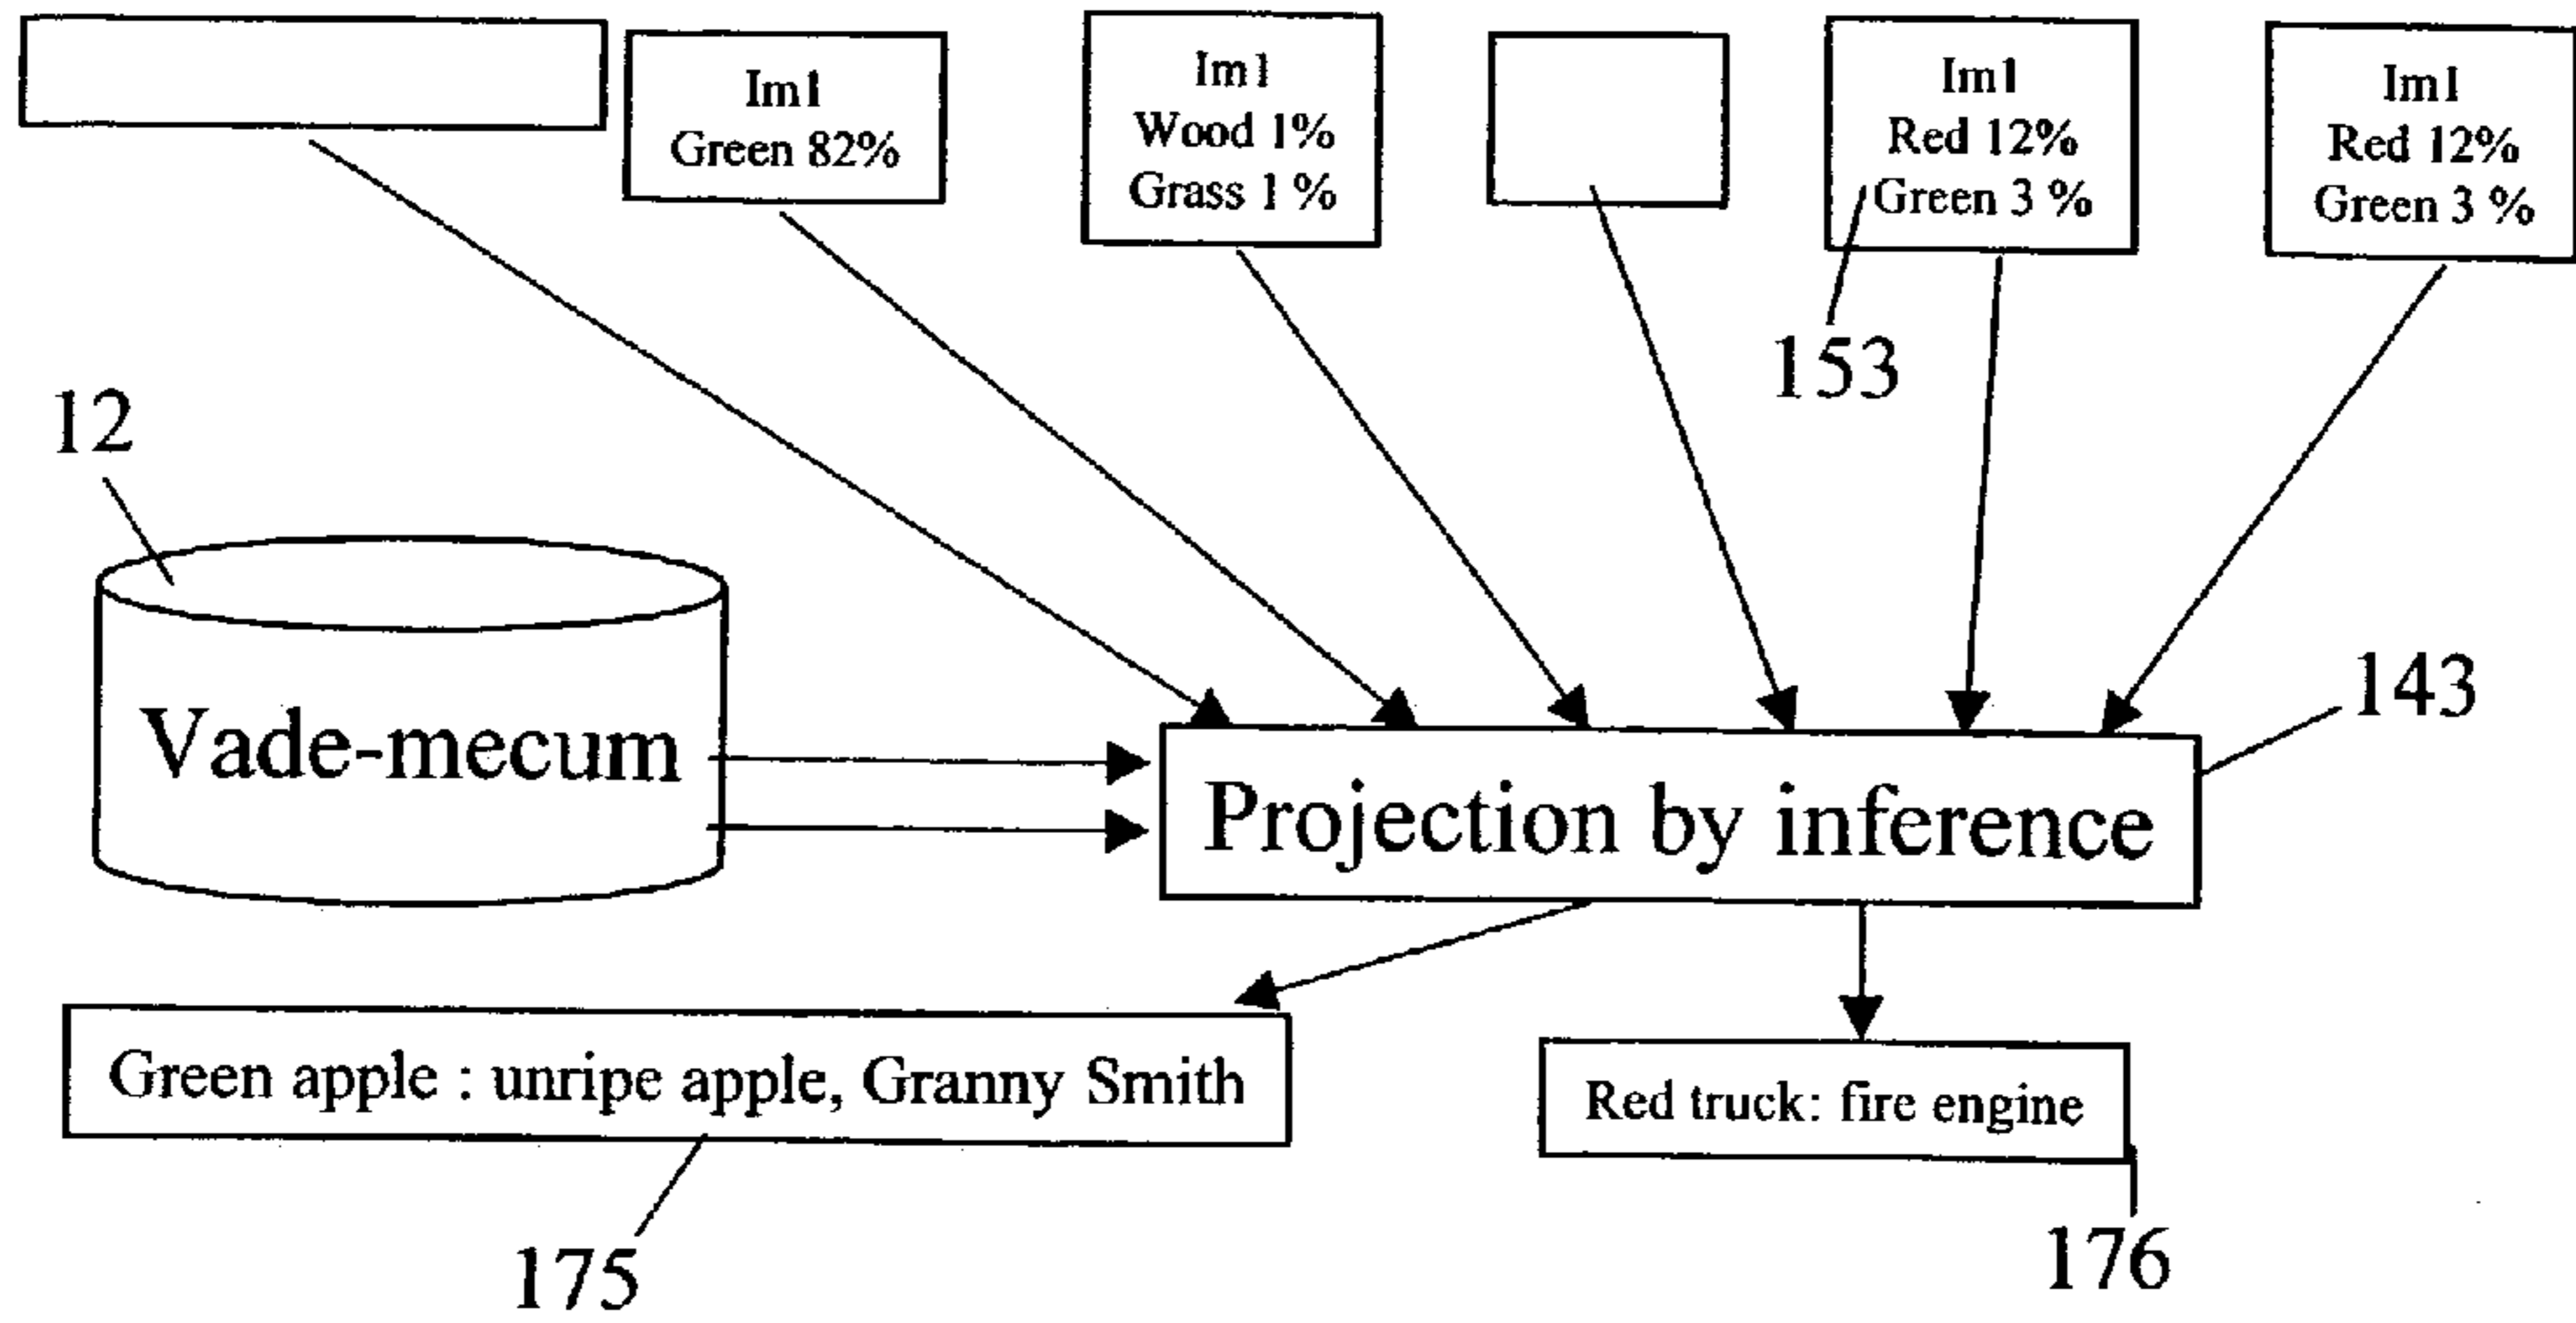 Im1
Green 82%
Im1
Wood 1%
Grass 1 %
Im1
Red 12%
Green 3 %
Im1
Red 12%
Green 3 %
153
12
143
Vade-mecum
Projection by inference
Green apple : unripe apple, Granny Smith
Red truck: fire engine
175
176